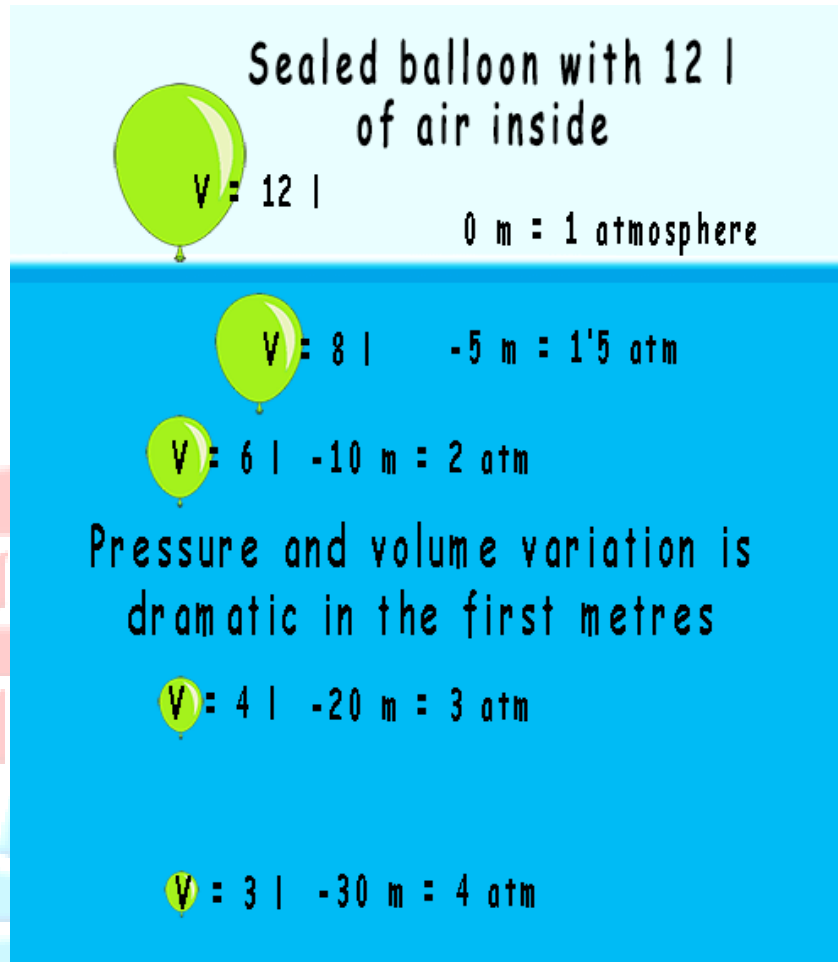 Sealed balloon with 12 l
of air inside
V = 12 l
0 m = 1 atmosphere
V = 8 l -5 m = 1'5 atm
V = 6 l -10 m = 2 atm
Pressure and volume variation is
dramatic in the first metres
V = 4 l -20 m = 3 atm
V = 3 l -30 m = 4 atm